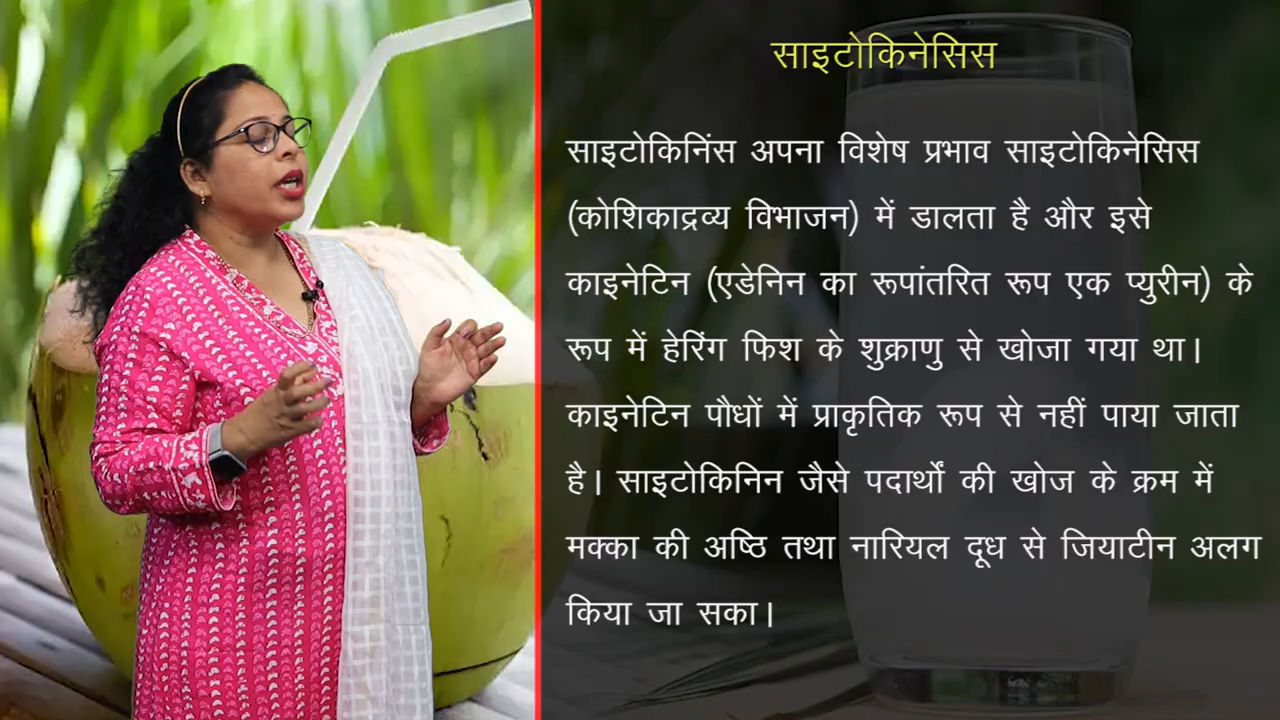 साइटोकिनेसिस
साइटोकिनिंस अपना विशेष प्रभाव साइटोकिनेसिस
(कोशिकाद्रव्य विभाजन) में डालता है और इसे
काइनेटिन (एडेनिन का रूपांतरित रूप एक प्युरीन) के
रूप में हेरिंग फिश के शुक्राणु से खोजा गया था।
काइनेटिन पौधों में प्राकृतिक रूप से नहीं पाया जाता
है। साइटोकिनिन जैसे पदार्थों की खोज के क्रम में
मक्का की अष्ठि तथा नारियल दूध से जियाटीन अलग
किया जा सका।